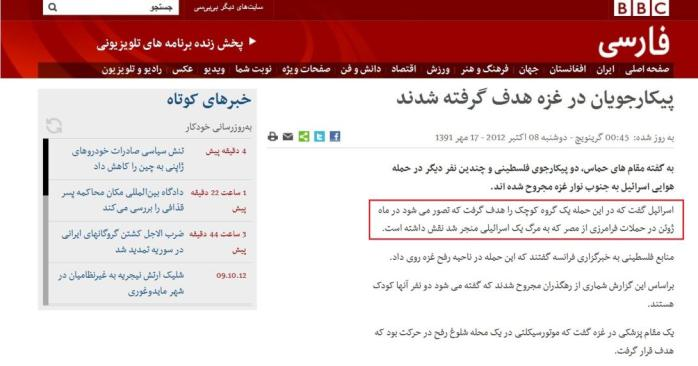 BBC
سایت‌های دیگر بی‌بی‌سی
جستجو
فارسی
پخش زنده برنامه های تلویزیونی
صفحه اصلی
ایران
افغانستان
جهان
فرهنگ و هنر
ورزش
اقتصاد
دانش و فن
صفحات ویژه
نوبت شما
ویدیو
عکس
رادیو و تلویزیون
پیکارجویان در غزه هدف گرفته شدند
به روز شده: 00:45 گرینویچ - دوشنبه 08 اکتبر 2012 - 17 مهر 1391
به گفته مقام های حماس، دو پیکارجوی فلسطینی و چندین نفر دیگر در حمله
هوایی اسرائیل به جنوب نوار غزه مجروح شده اند.
اسرائیل گفت که در این حمله یک گروه کوچک را هدف گرفت که تصور می شود در ماه
ژوئن در حملات فرامرزی از مصر که به مرگ یک اسرائیلی منجر شد نقش داشته است.
منابع فلسطینی به خبرگزاری فرانسه گفتند که این حمله در ناحیه رفح روی داد.
براساس این گزارش شماری از رهگذران مجروح شدند که گفته می شود دو نفر آنها کودک
هستند.
یک مقام پزشکی در غزه گفت که موتورسیکلتی در یک محله شلوغ رفح در حرکت بود که
هدف قرار گرفت.
خبرهای کوتاه
به‌روزرسانی خودکار
4 دقیقه پیش
تنش سیاسی صادرات خودروهای
ژاپنی به چین را کاهش داد
1 ساعت 22 دقیقه
پیش
دادگاه بین‌المللی مکان محاکمه پسر
قذافی را بررسی می‌کند
3 ساعت 44 دقیقه
پیش
ضرب الاجل کشتن گروگانهای ایرانی
در سوریه تمدید شد
09.10.12
شلیک ارتش نیجریه به غیرنظامیان در
شهر مایدوغوری